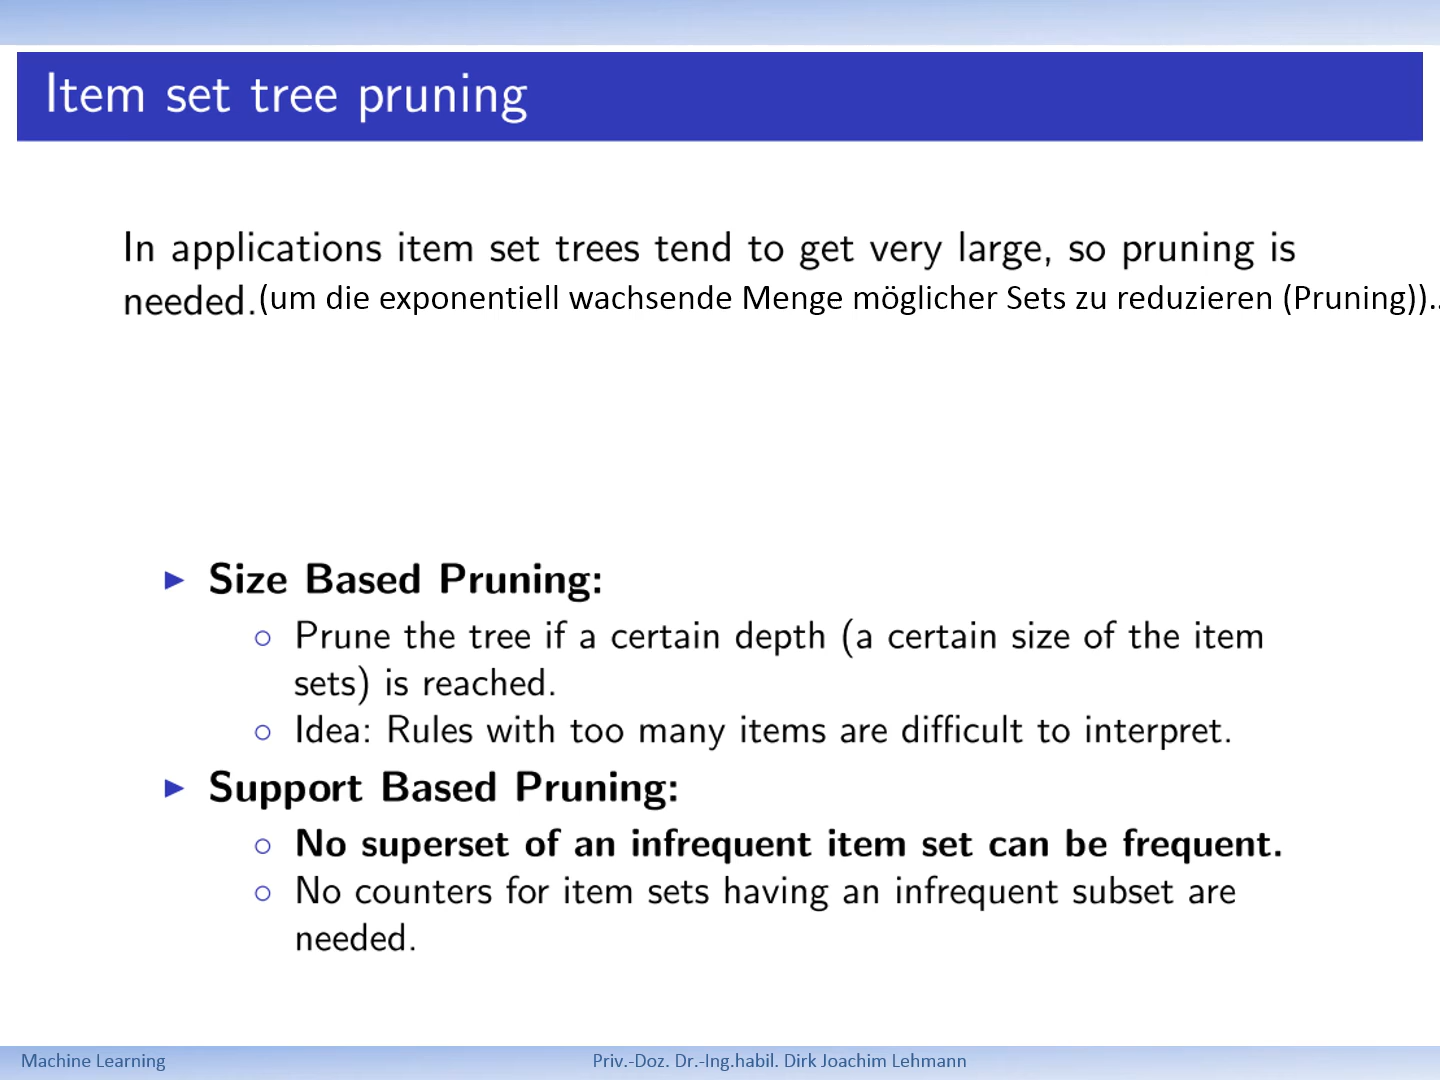 Item set tree pruning
In applications item set trees tend to get very large, so pruning is
needed.(um die exponentiell wachsende Menge möglicher Sets zu reduzieren (Pruning))..
Size Based Pruning:
Prune the tree if a certain depth (a certain size of the item
sets) is reached.
Idea: Rules with too many items are difficult to interpret.
Support Based Pruning:
No superset of an infrequent item set can be frequent.
No counters for item sets having an infrequent subset are
needed.
Machine Learning
Priv.-Doz. Dr.-Ing.habil. Dirk Joachim Lehmann